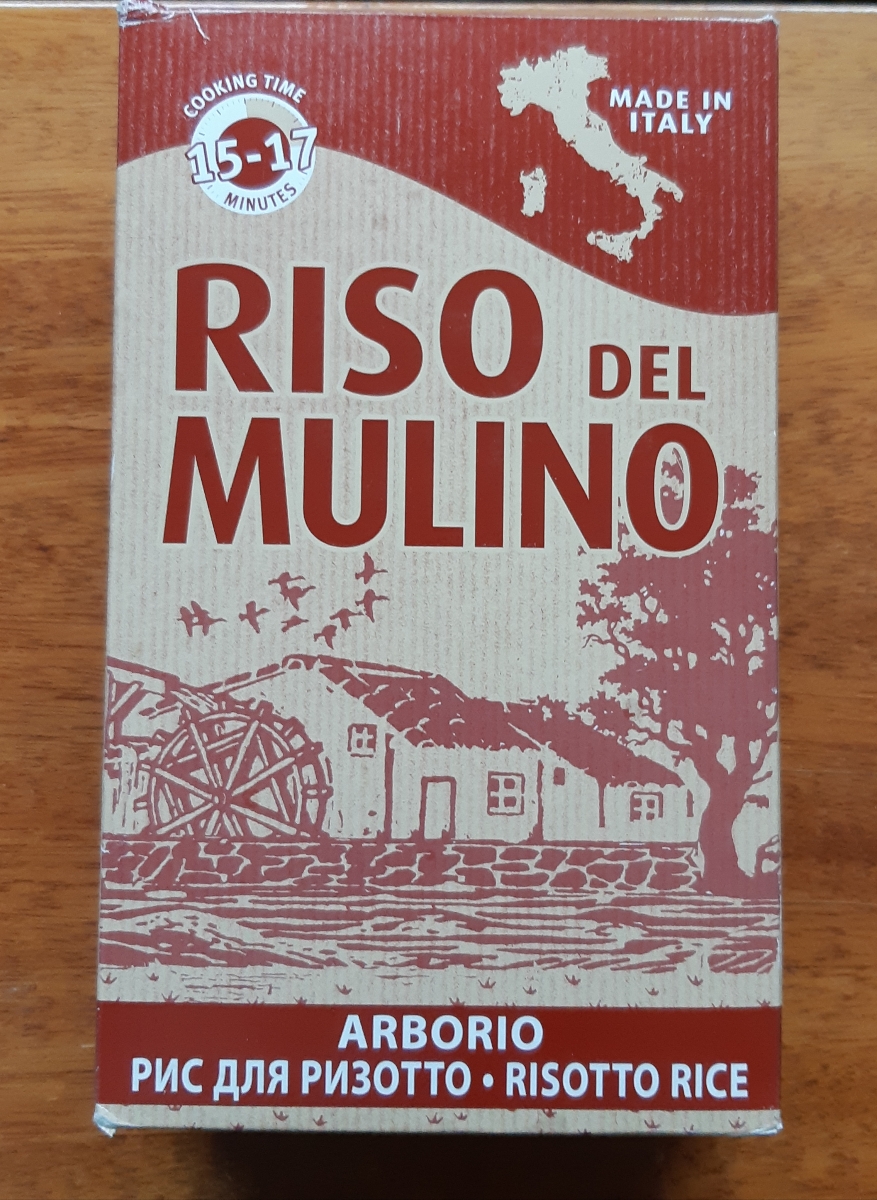 COOKING TIME
15-17
MINUTES
MADE IN
ITALY
RISO DEL
MULINO
ARBORIO
РИС ДЛЯ РИЗОТТО • RISOTTO RICE